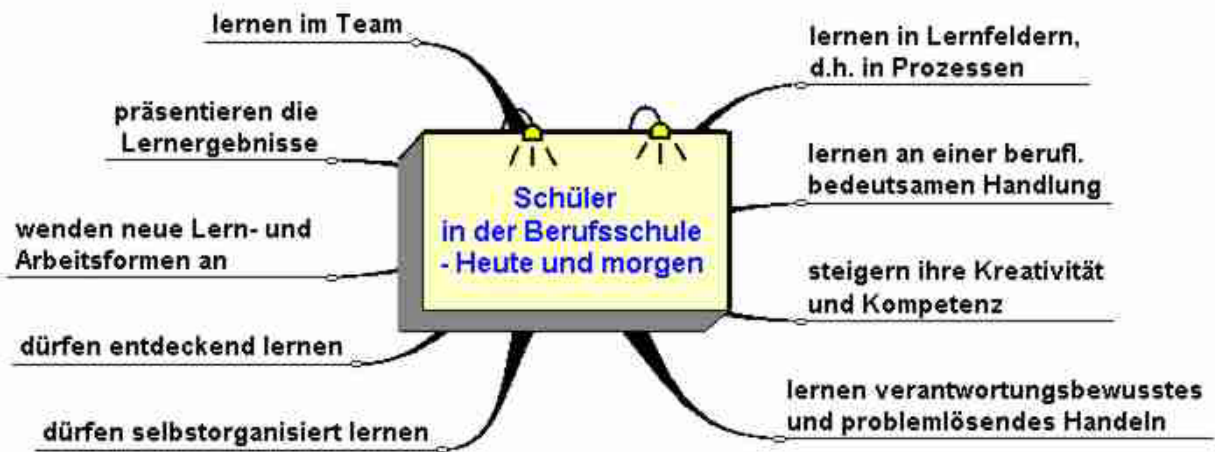 Schüler
in der Berufsschule
- Heute und morgen
lernen in Lernfeldern,
d.h. in Prozessen
lernen an einer berufl.
bedeutsamen Handlung
steigern ihre Kreativität
und Kompetenz
lernen verantwortungsbewusstes
und problemlösendes Handeln
dürfen selbstorganisiert lernen
dürfen entdeckend lernen
wenden neue Lern- und
Arbeitsformen an
präsentieren die
Lernergebnisse
lernen im Team